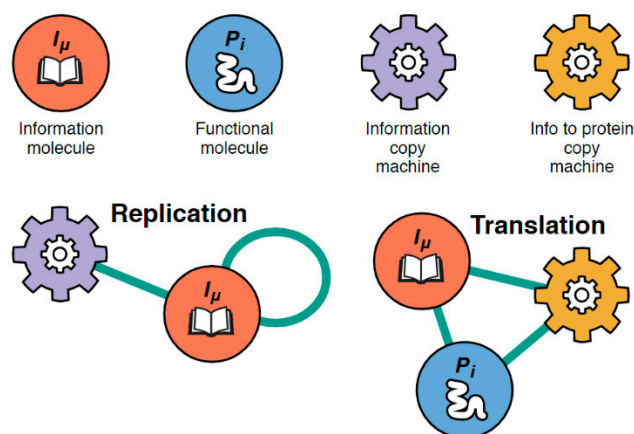 Iμ
Pi
Information
molecule
Functional
molecule
Information
copy
machine
Info to protein
copy
machine
Replication
Iμ
Translation
Iμ
Pi